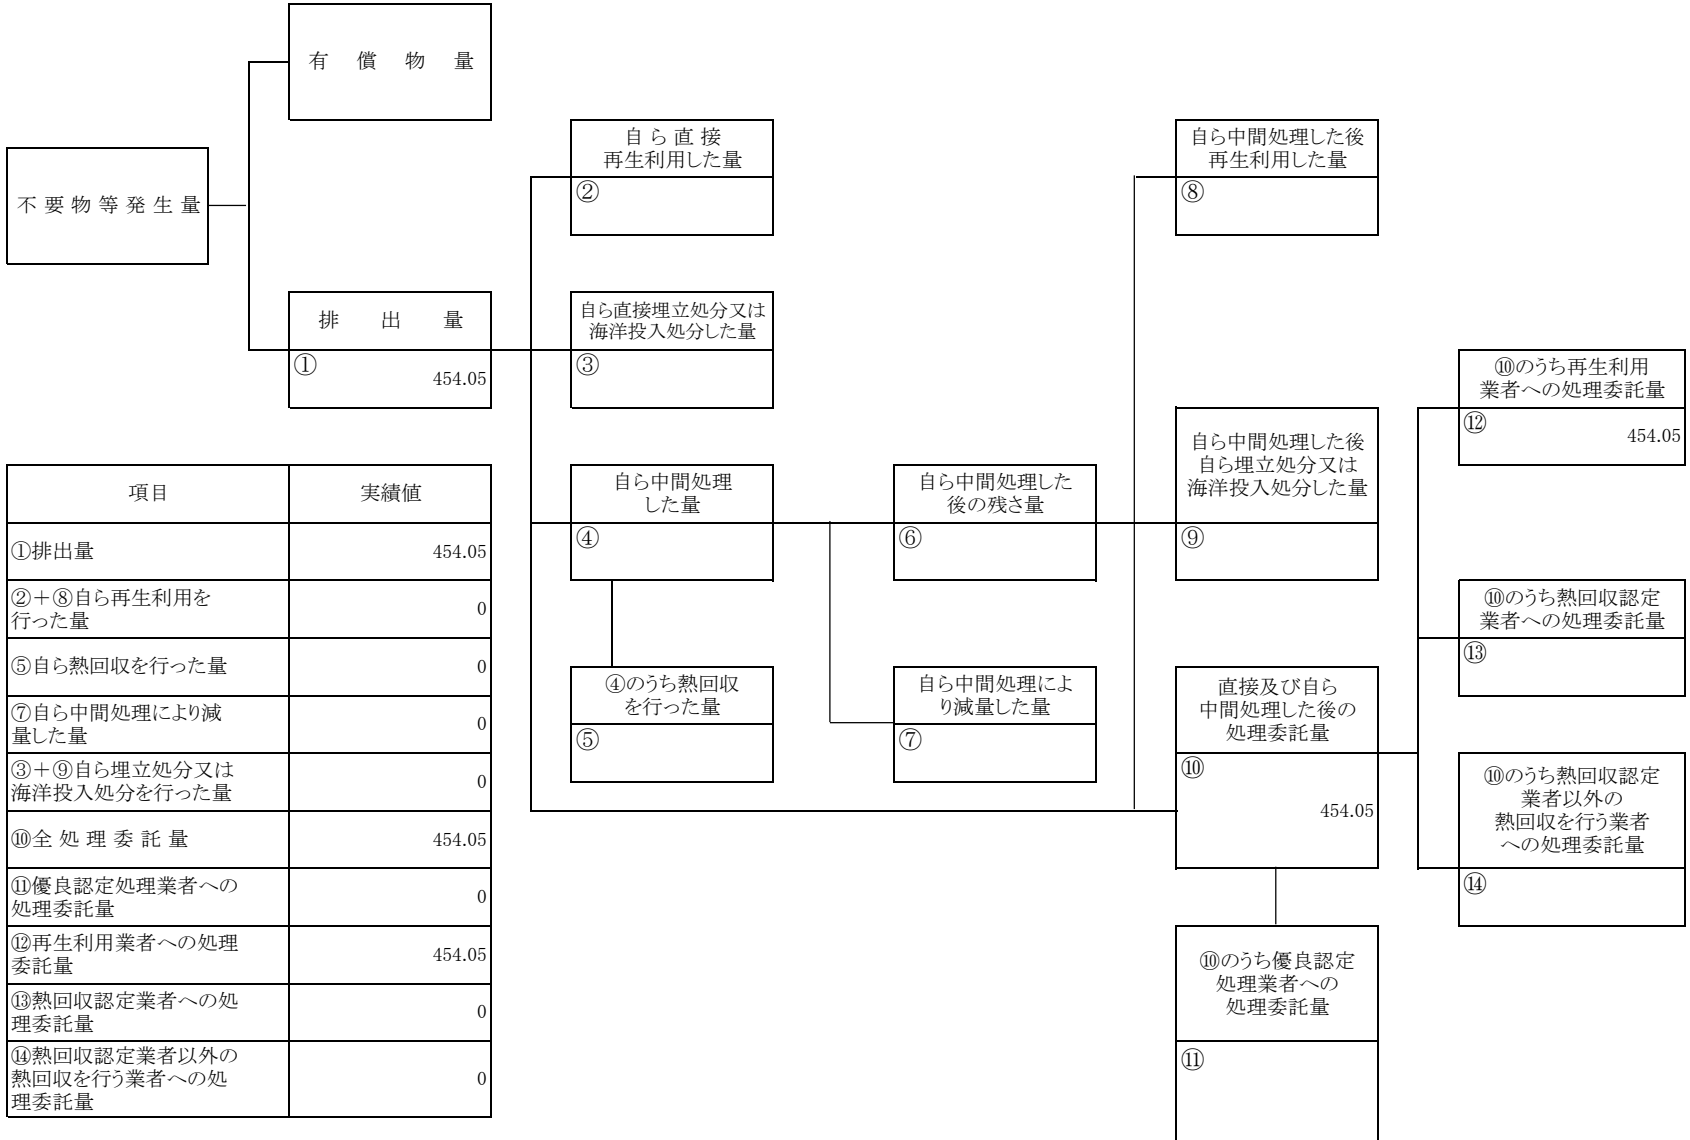 有償物量
不要物等発生量
排出量
①
454.05
自ら直接
再生利用した量
②
自ら直接埋立処分又は
海洋投入処分した量
③
自ら中間処理
した量
④
④のうち熱回収
を行った量
⑤
自ら中間処理した
後の残さ量
⑥
自ら中間処理によ
り減量した量
⑦
自ら中間処理した後
再生利用した量
⑧
自ら中間処理した後
自ら埋立処分又は
海洋投入処分した量
⑨
直接及び自ら
中間処理した後の
処理委託量
⑩
454.05
⑩のうち優良認定
処理業者への
処理委託量
⑪
⑩のうち再生利用
業者への処理委託量
⑫
454.05
⑩のうち熱回収認定
業者への処理委託量
⑬
⑩のうち熱回収認定
業者以外の
熱回収を行う業者
への処理委託量
⑭
項目 実績値
①排出量 454.05
②+⑧自ら再生利用を
行った量 0
⑤自ら熱回収を行った量 0
⑦自ら中間処理により減
量した量 0
③+⑨自ら埋立処分又は
海洋投入処分を行った量 0
⑩全処理委託量 454.05
⑪優良認定処理業者への
処理委託量 0
⑫再生利用業者への処理
委託量 454.05
⑬熱回収認定業者への処
理委託量 0
⑭熱回収認定業者以外の
熱回収を行う業者への処
理委託量 0